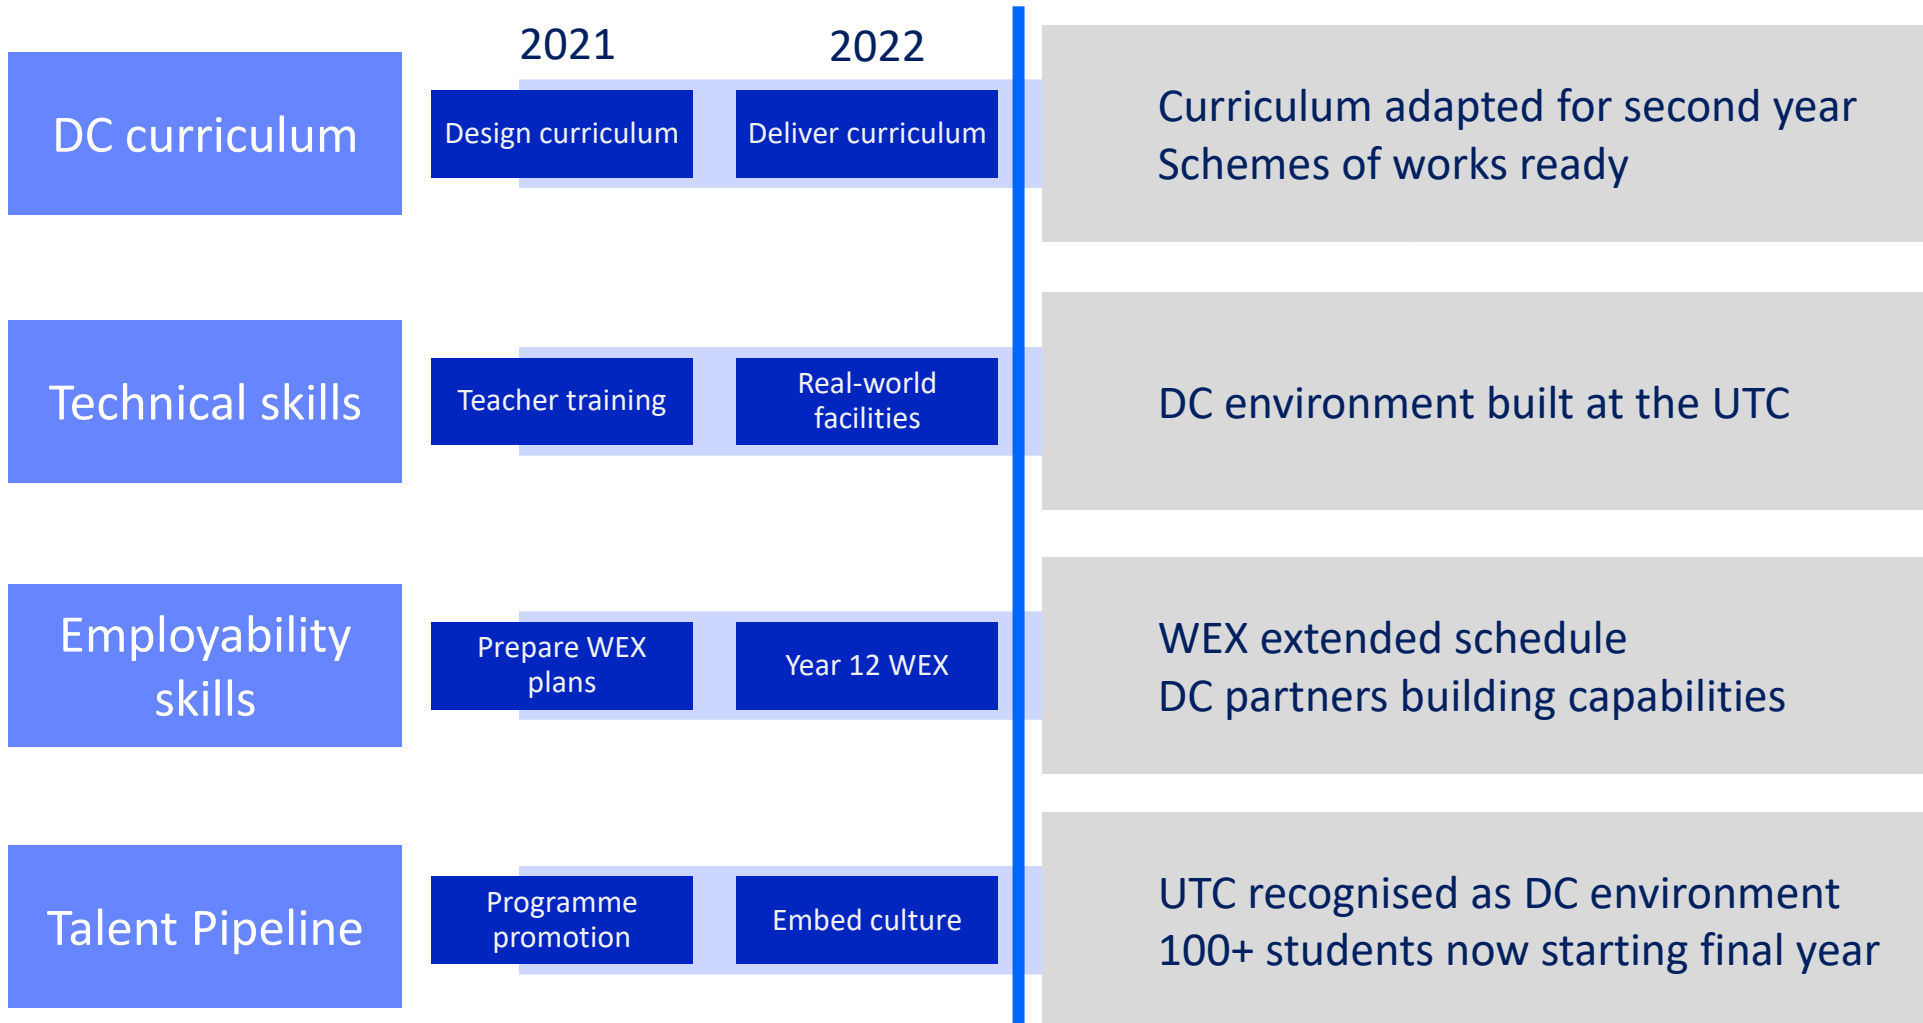 2021
2022
DC curriculum
Design curriculum
Deliver curriculum
Curriculum adapted for second year
Schemes of works ready
Technical skills
Teacher training
Real-world
facilities
DC environment built at the UTC
Employability
skills
Prepare WEX
plans
Year 12 WEX
WEX extended schedule
DC partners building capabilities
Talent Pipeline
Programme
promotion
Embed culture
UTC recognised as DC environment
100+ students now starting final year